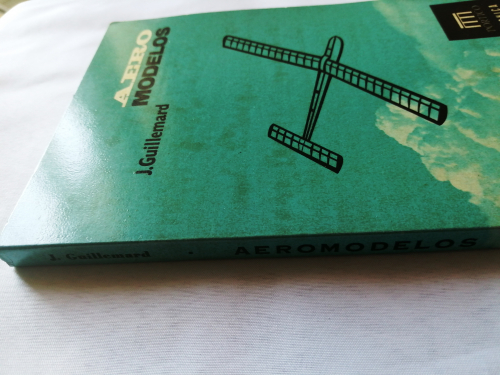 AERO
MODELOS
J. Guillemard
J. Guillemard • AEROMODELOS